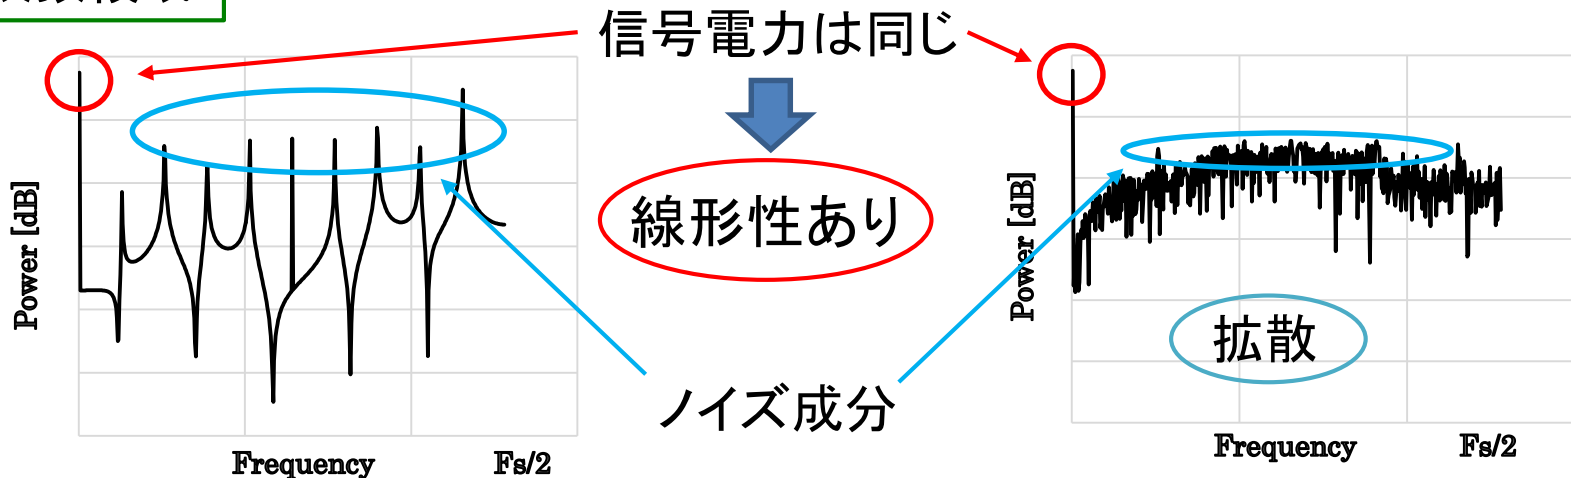 信号電力は同じ
線形性あり
ノイズ成分
Power [dB]
Frequency
Fs/2
Power [dB]
拡散
Frequency
Fs/2